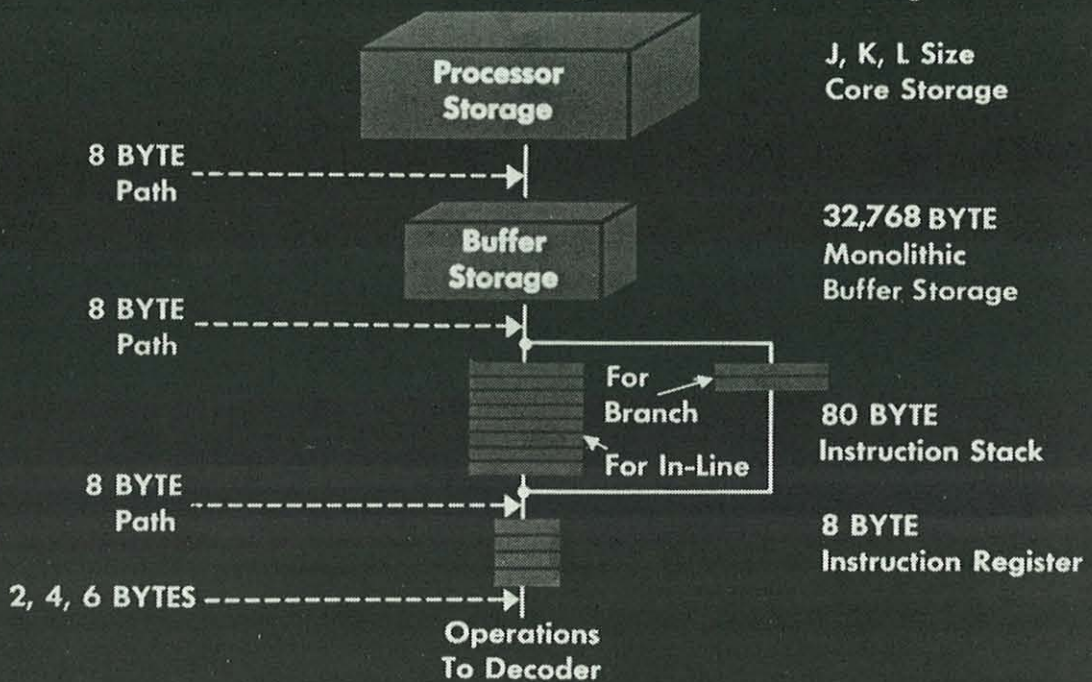 Processor
Storage
J, K, L Size
Core Storage
8 BYTE
Path
Buffer
Storage
32,768 BYTE
Monolithic
Buffer Storage
8 BYTE
Path
For
Branch
For In-Line
80 BYTE
Instruction Stack
8 BYTE
Path
8 BYTE
Instruction Register
2, 4, 6 BYTES
Operations
To Decoder